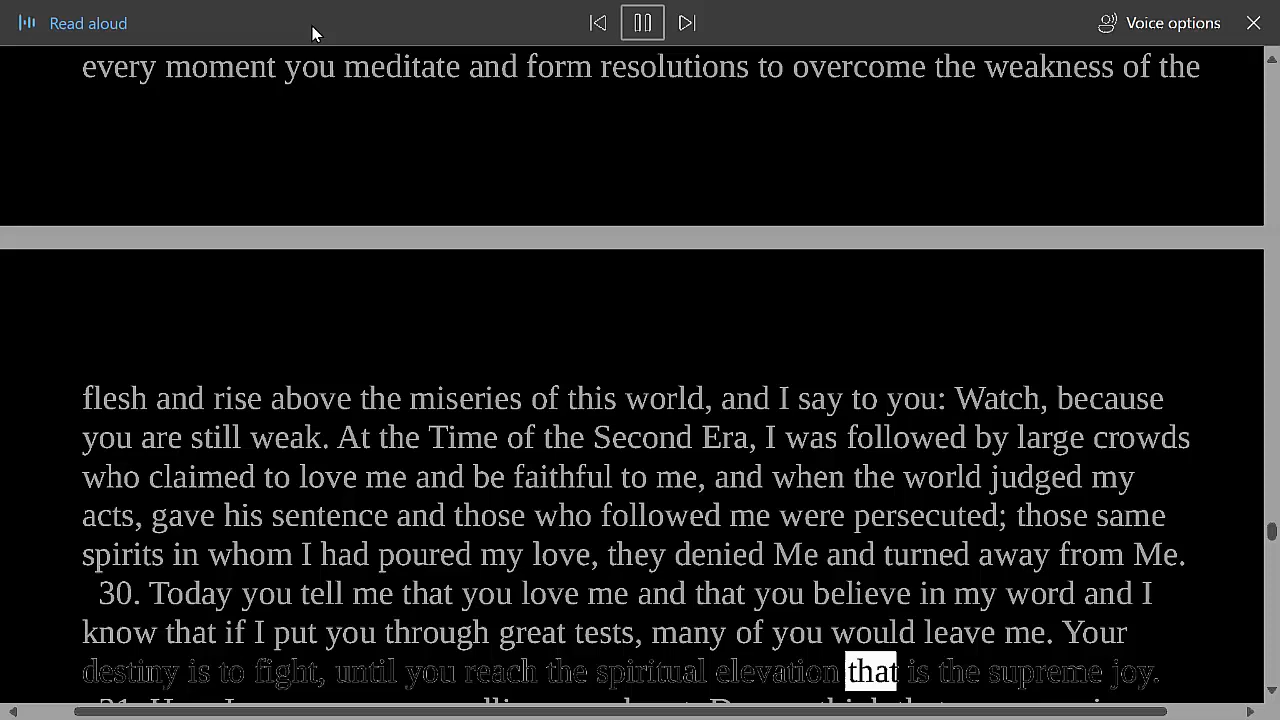 Read aloud
Voice options
every moment you meditate and form resolutions to overcome the weakness of the
flesh and rise above the miseries of this world, and I say to you: Watch, because
you are still weak. At the Time of the Second Era, I was followed by large crowds
who claimed to love me and be faithful to me, and when the world judged my
acts, gave his sentence and those who followed me were persecuted; those same
spirits in whom I had poured my love, they denied Me and turned away from Me.
30. Today you tell me that you love me and that you believe in my word and I
know that if I put you through great tests, many of you would leave me. Your
destiny is to fight, until you reach the spiritual elevation that is the supreme joy.